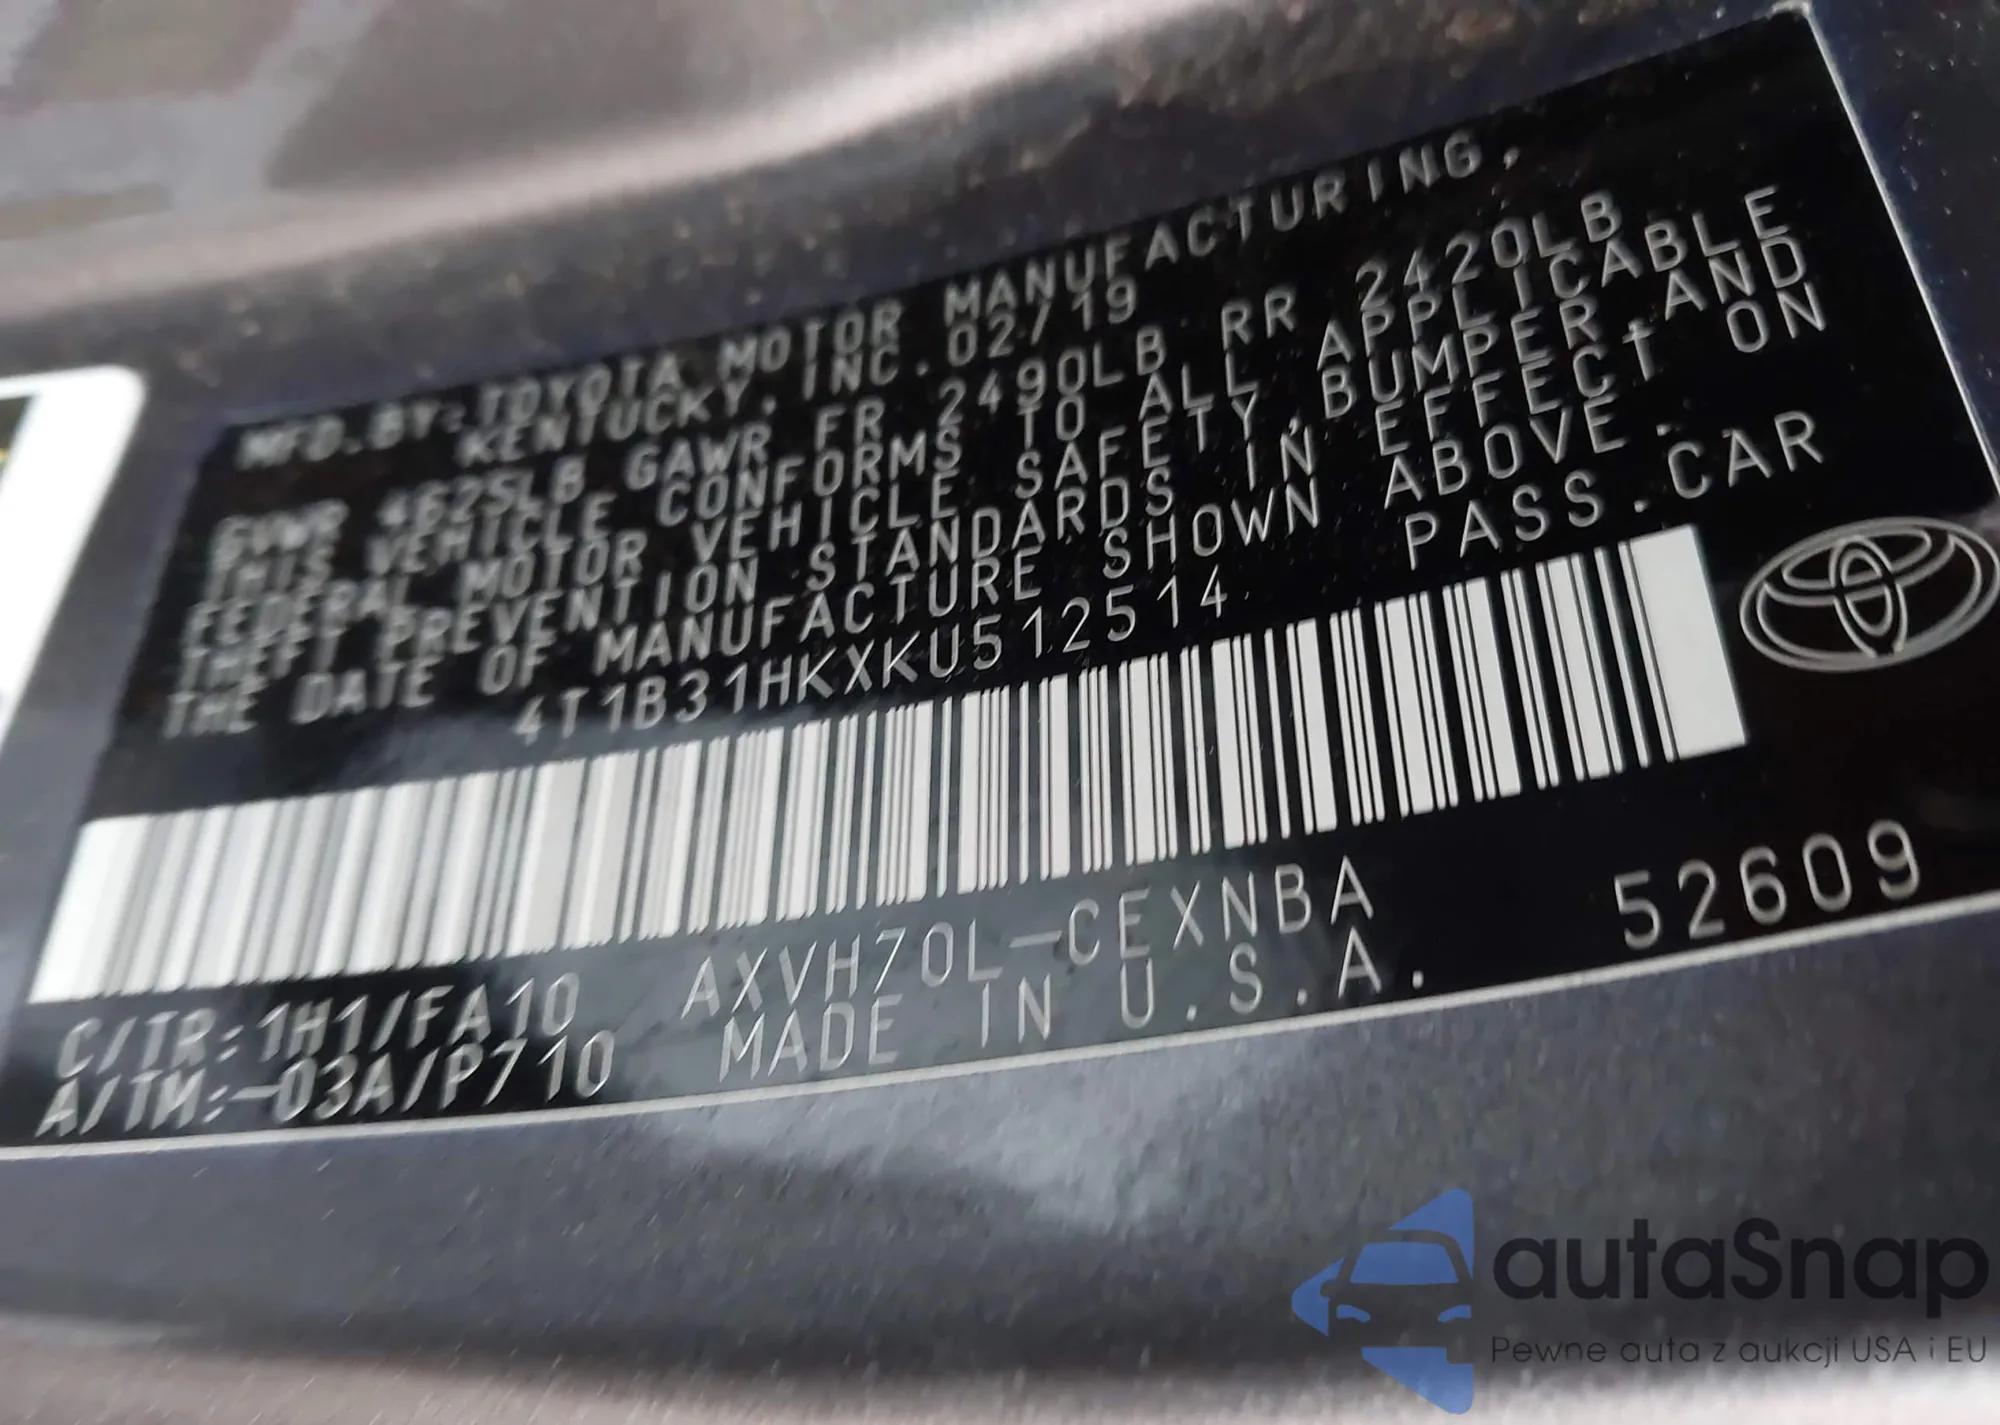 MFD.BY:TOYOTA MOTOR MANUFACTURING,
KENTUCKY, INC.02/19
GVWR 4625LB GAWR FR 2490LB RR 2420LB
THIS VEHICLE CONFORMS TO ALL APPLICABLE
FEDERAL MOTOR VEHICLE SAFETY,BUMPER,AND
THEFT PREVENTION STANDARDS IN EFFECT ON
THE DATE OF MANUFACTURE SHOWN ABOVE.
4T1B31HKXKU512514 PASS.CAR
C/TR:1H1/FA10 AXVH70L-CEXNBA 52609
A/TM:-03A/P710 MADE IN U.S.A.
autaSnap
Pewne auta z aukcji USA i EU